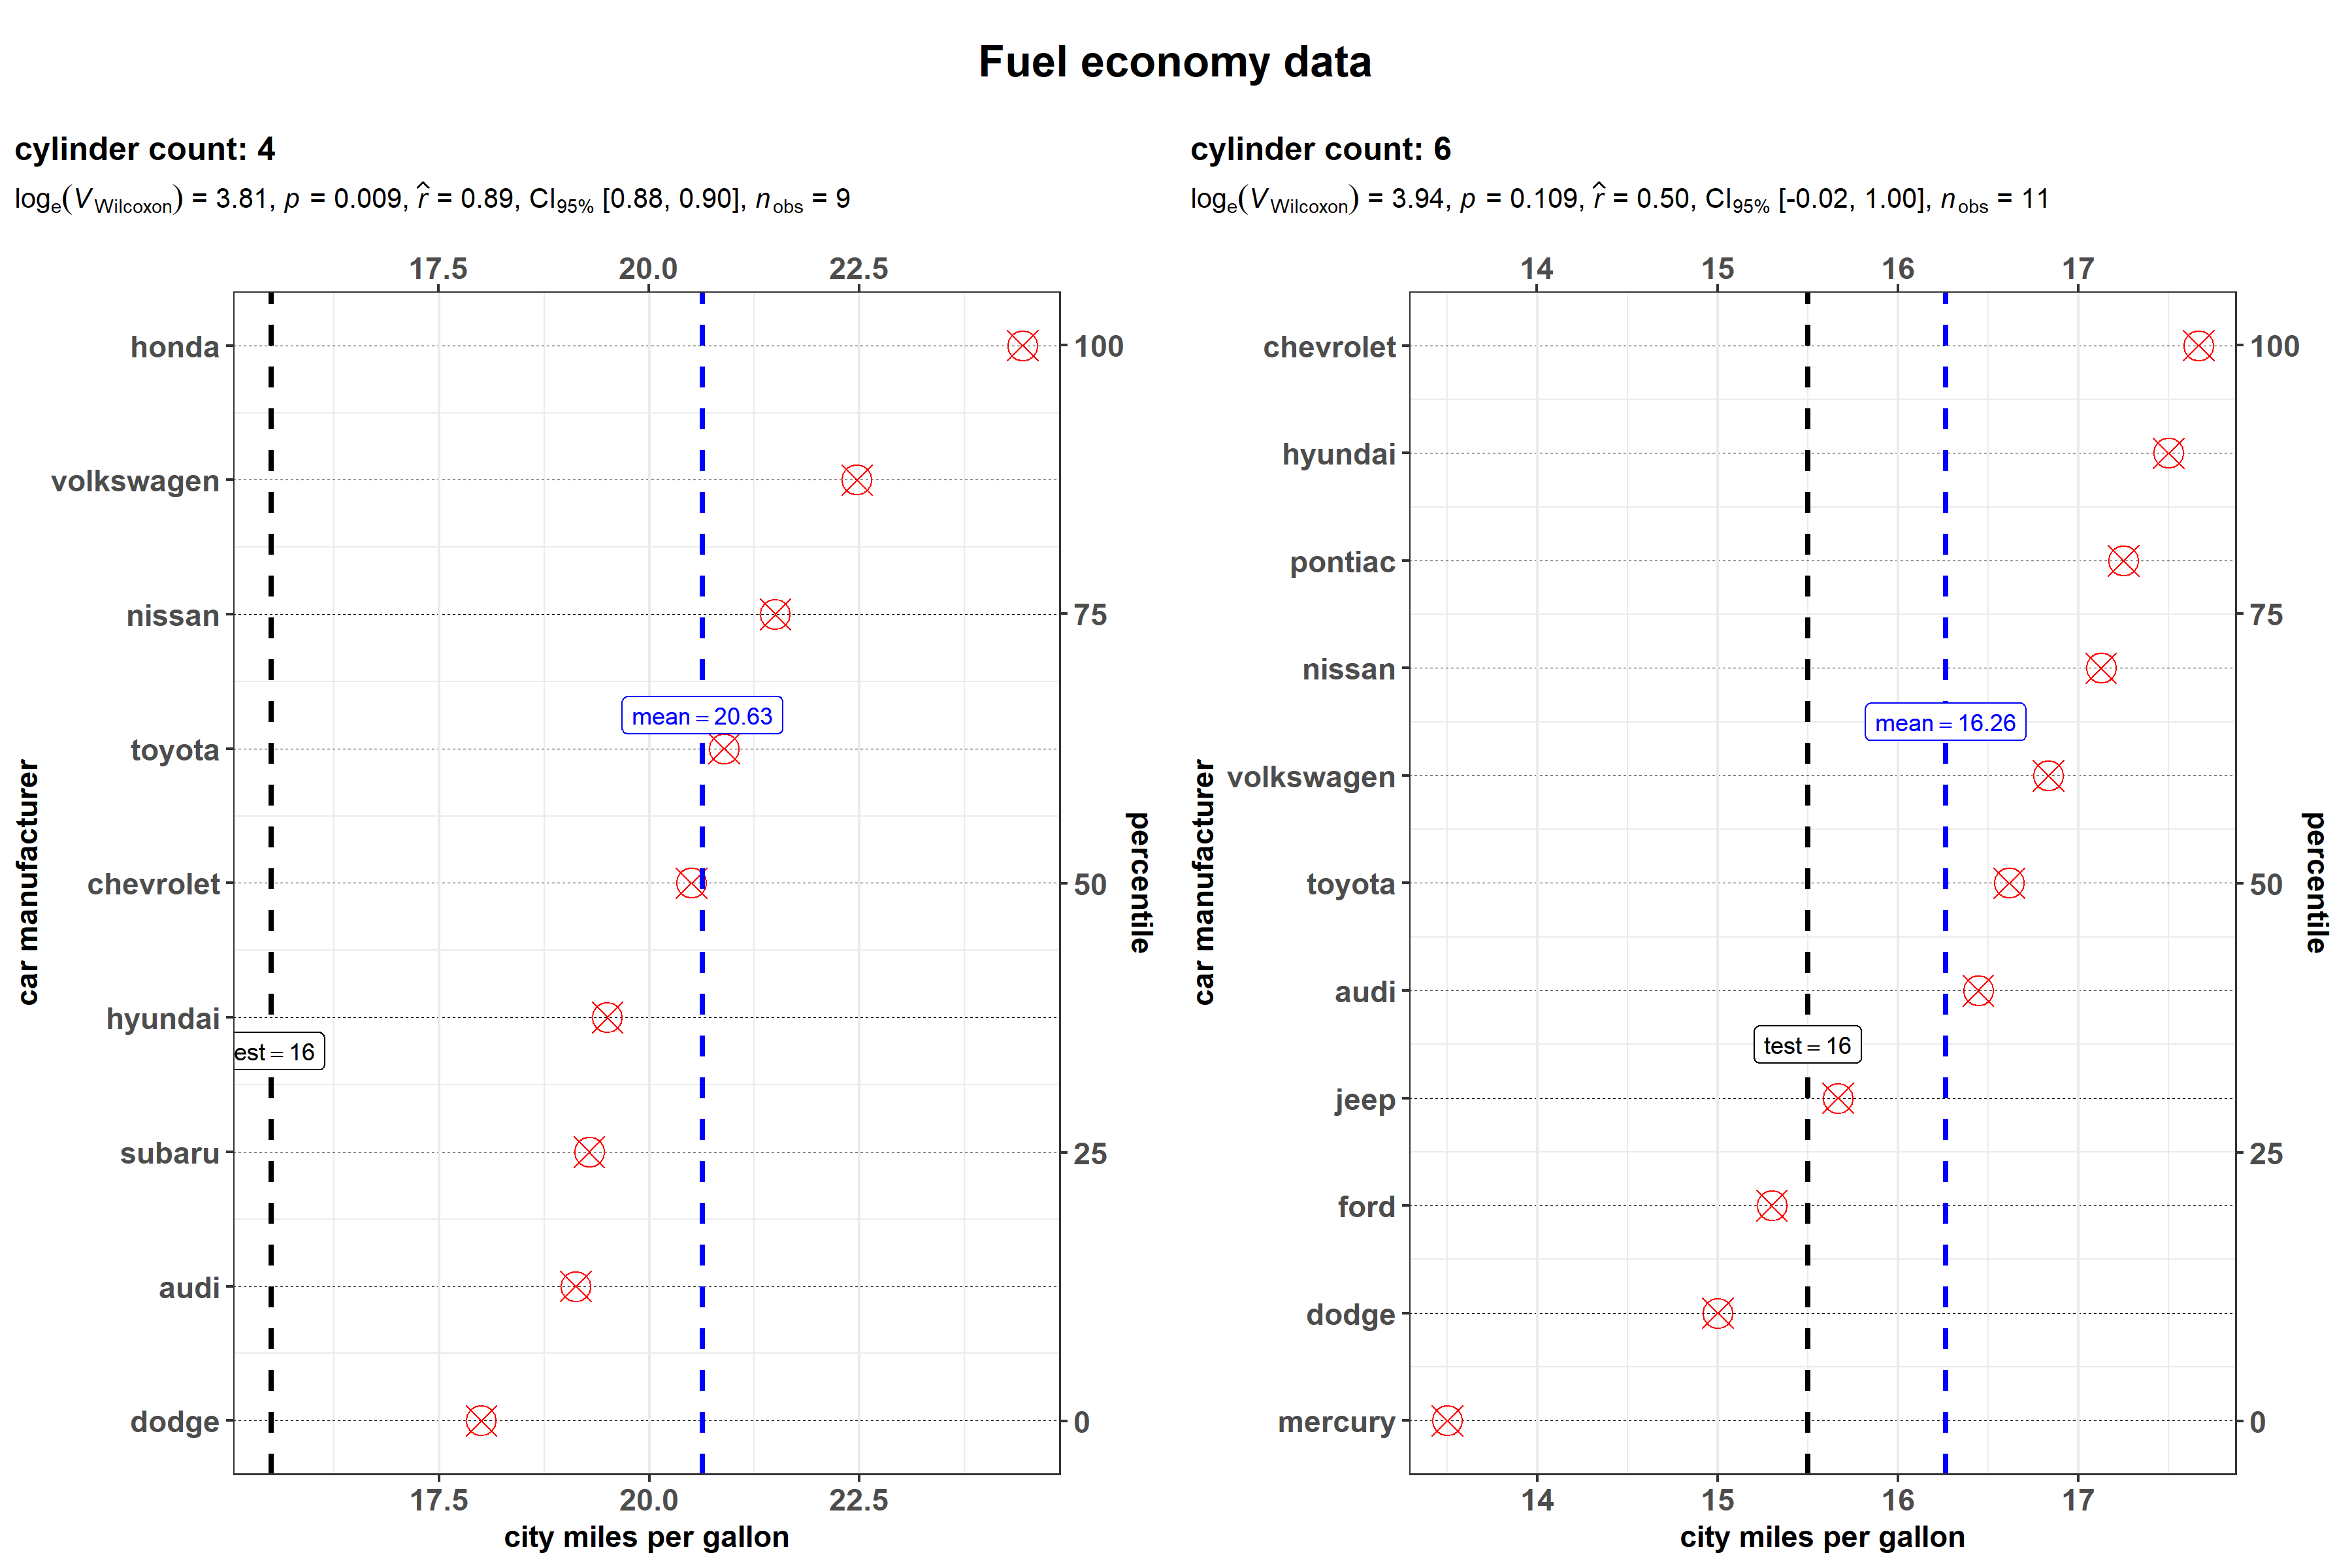 Fuel economy data
cylinder count: 4
logₑ(V Wilcoxon) = 3.81, p = 0.009, r̂ = 0.89, CI95% [0.88, 0.90], nobs = 9
17.5 20.0 22.5
honda
volkswagen
nissan
toyota
chevrolet
hyundai
subaru
audi
dodge
car manufacturer
mean = 20.63
est = 16
100
75
50
25
0
percentile
17.5 20.0 22.5
city miles per gallon
cylinder count: 6
logₑ(V Wilcoxon) = 3.94, p = 0.109, r̂ = 0.50, CI95% [-0.02, 1.00], nobs = 11
14 15 16 17
chevrolet
hyundai
pontiac
nissan
volkswagen
toyota
audi
jeep
ford
dodge
mercury
car manufacturer
mean = 16.26
test = 16
100
75
50
25
0
percentile
14 15 16 17
city miles per gallon